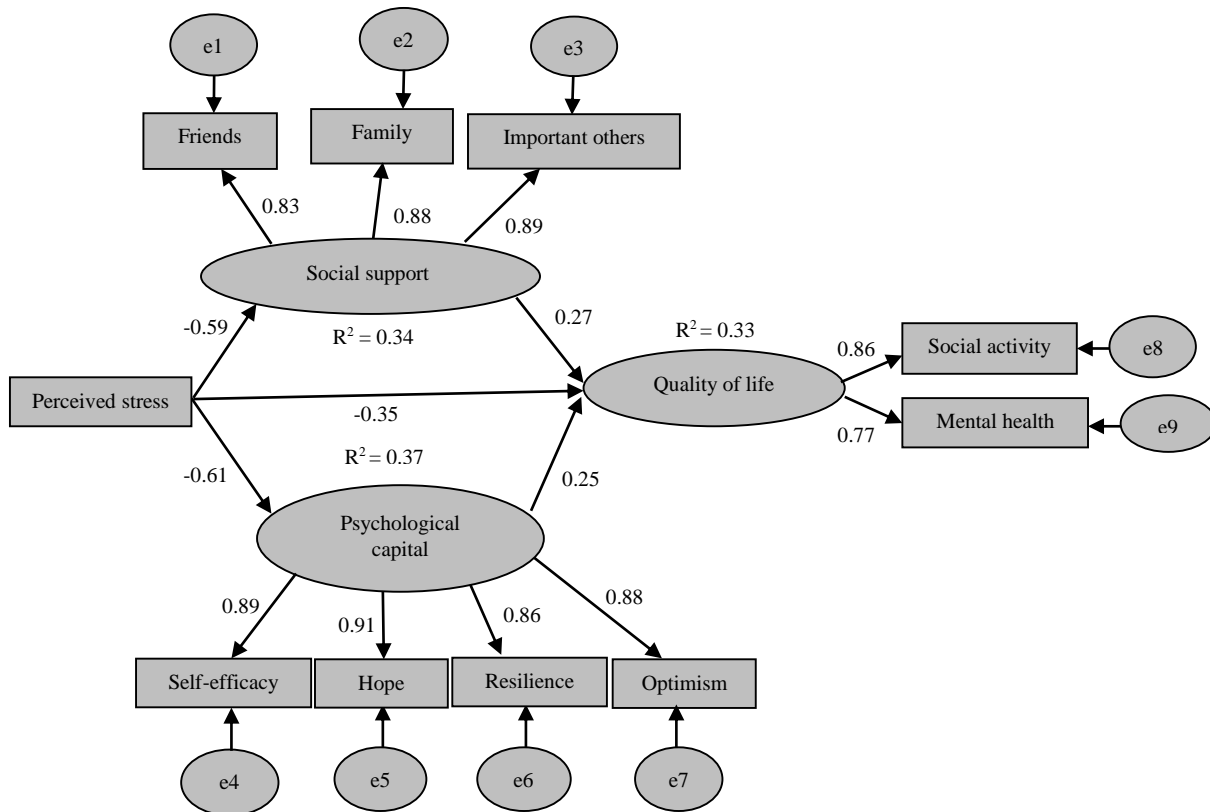 e1
e2
e3
Friends
Family
Important others
0.83
0.88
0.89
Social support
-0.59
R² = 0.34
0.27
R² = 0.33
0.86
Social activity
e8
Perceived stress
-0.35
Quality of life
Mental health
e9
0.77
R² = 0.37
-0.61
0.25
Psychological
capital
0.89
0.91
0.86
0.88
Self-efficacy
Hope
Resilience
Optimism
e4
e5
e6
e7